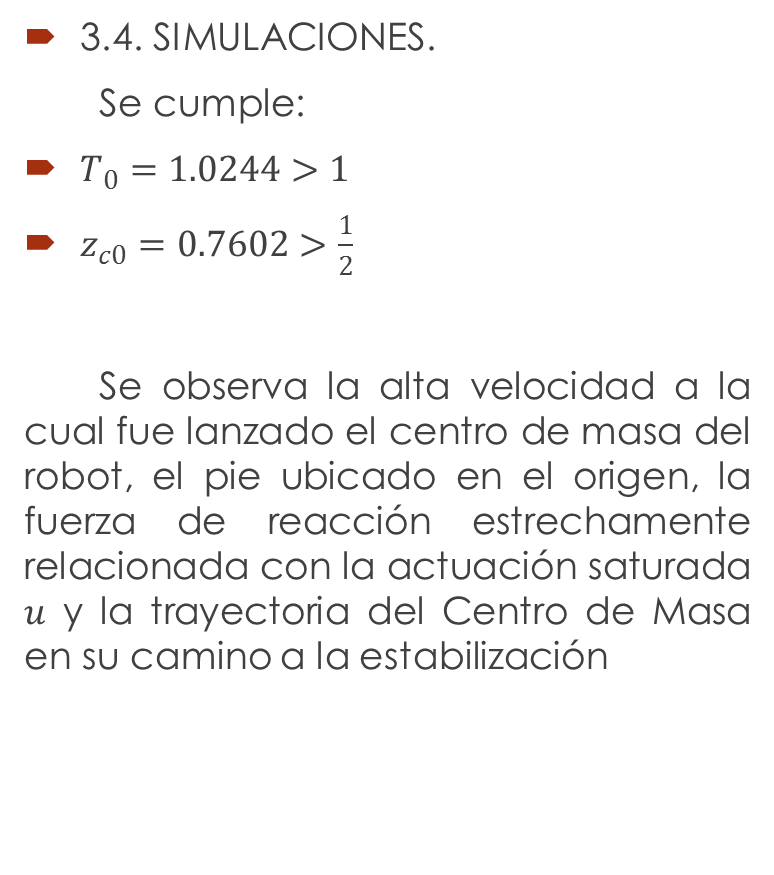 3.4. SIMULACIONES.
Se cumple:
T₀ = 1.0244 > 1
z_{c0} = 0.7602 > 1/2
Se observa la alta velocidad a la
cual fue lanzado el centro de masa del
robot, el pie ubicado en el origen, la
fuerza de reacción estrechamente
relacionada con la actuación saturada
u y la trayectoria del Centro de Masa
en su camino a la estabilización